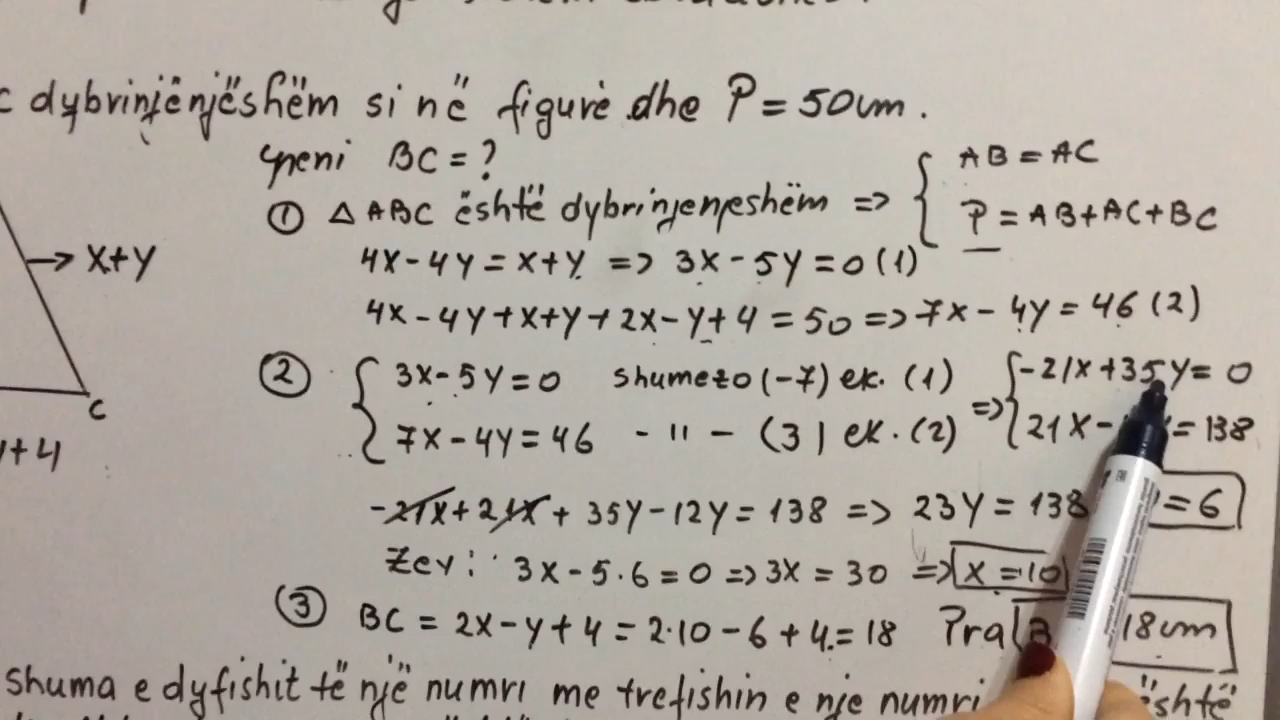 c dybrinjënjëshëm si në figurë dhe P = 50cm.
gjeni BC = ?
① △ABC është dybrinjenjeshëm => { AB = AC
P = AB + AC + BC
x+y
4x - 4y = x+y => 3x - 5y = 0 (1)
4x - 4y + x + y + 2x - y + 4 = 50 => 7x - 4y = 46 (2)
② { 3x - 5y = 0 shumëzo (-7) ek. (1) => { -21x + 35y = 0
7x - 4y = 46 - " - (3) ek. (2) 21x - = 138
C
+4
-21x + 21x + 35y - 12y = 138 => 23y = 138 = 6
Zëv: 3x - 5·6 = 0 => 3x = 30 => x = 10
③ BC = 2x - y + 4 = 2·10 - 6 + 4 = 18 Pra B 18cm
shuma e dyfishit të një numri me trefishin e nje numri është